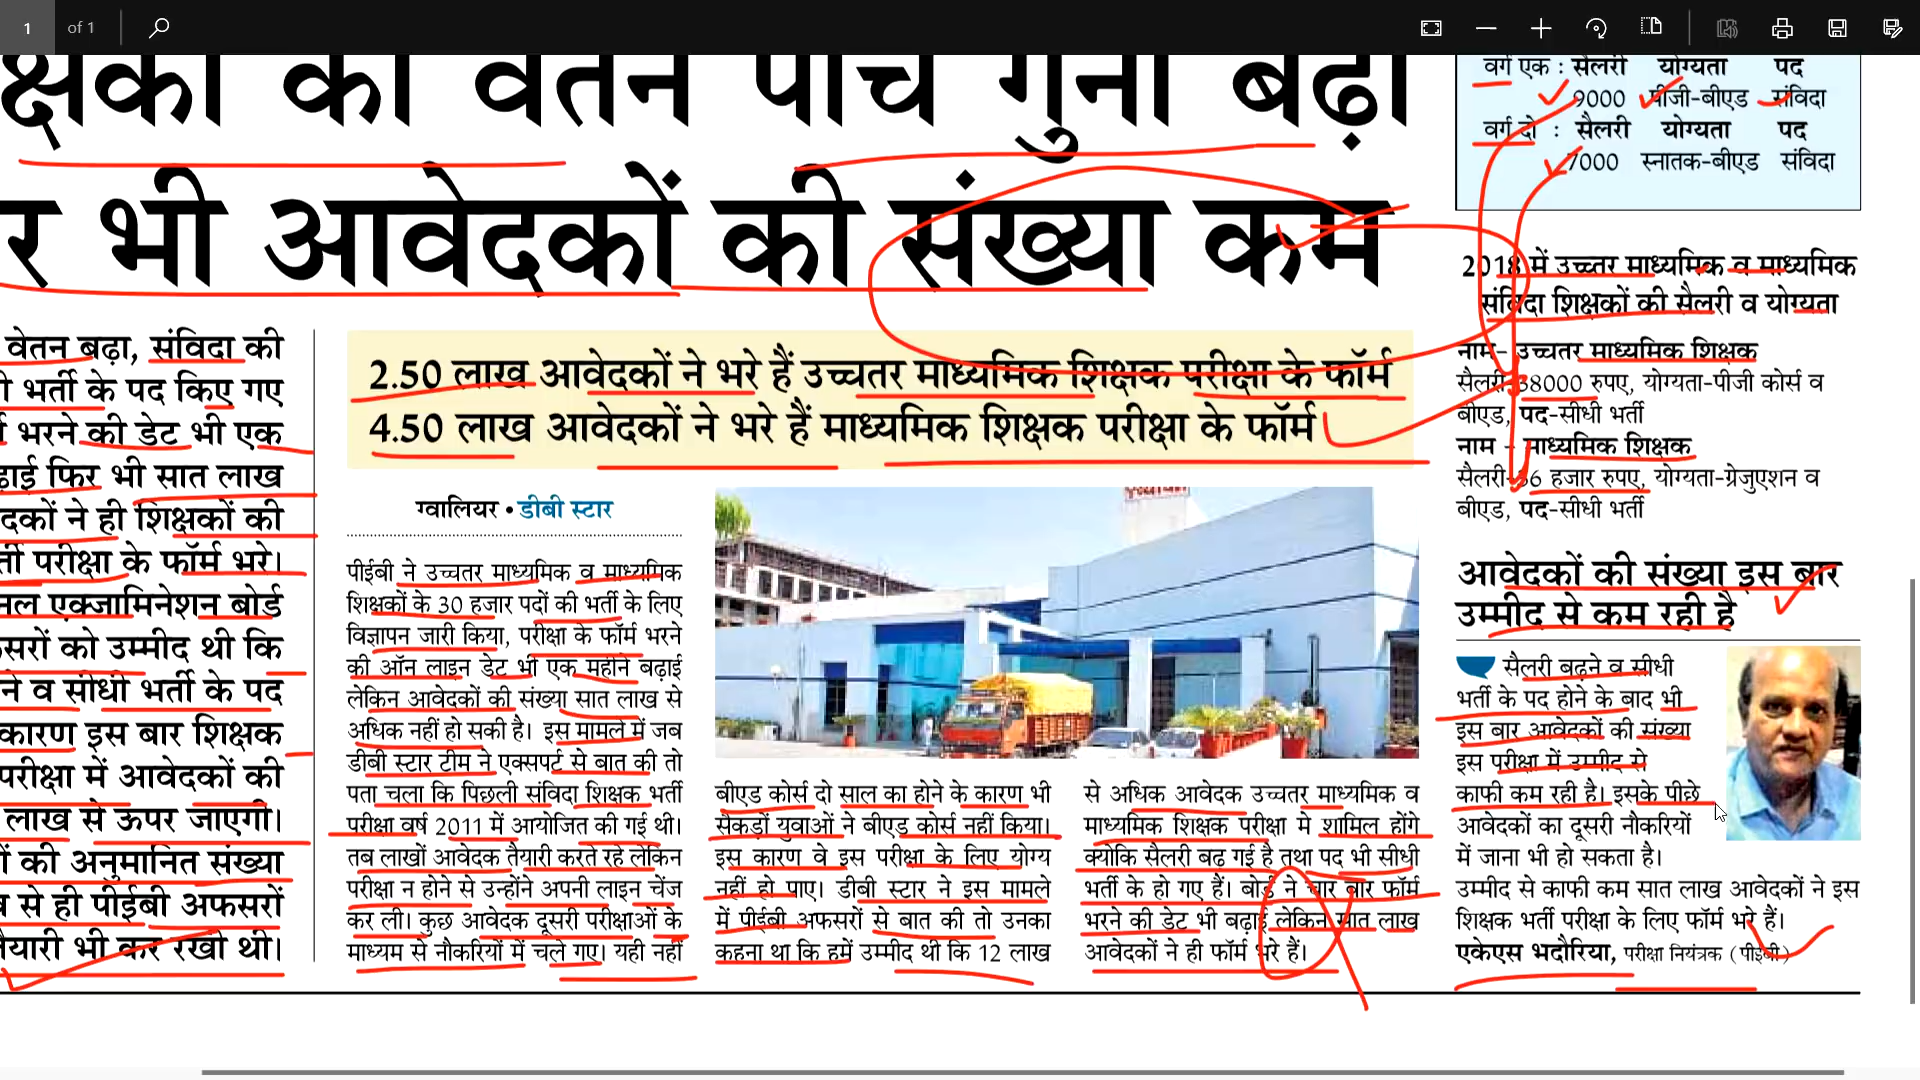 1 of 1
क्षकों का वेतन पांच गुना बढ़ा
र भी आवेदकों की संख्या कम
वेतन बढ़ा, संविदा की
भर्ती के पद किए गए
भरने की डेट भी एक
ढ़ाई फिर भी सात लाख
दकों ने ही शिक्षकों की
र्ती परीक्षा के फॉर्म भरे।
नल एक्जामिनेशन बोर्ड
सरों को उम्मीद थी कि
ने व सीधी भर्ती के पद
कारण इस बार शिक्षक
परीक्षा में आवेदकों की
लाख से ऊपर जाएगी।
ों की अनुमानित संख्या
से ही पीईबी अफसरों
तैयारी भी कर रखी थी।
2.50 लाख आवेदकों ने भरे हैं उच्चतर माध्यमिक शिक्षक परीक्षा के फॉर्म
4.50 लाख आवेदकों ने भरे हैं माध्यमिक शिक्षक परीक्षा के फॉर्म
ग्वालियर • डीबी स्टार
पीईबी ने उच्चतर माध्यमिक व माध्यमिक
शिक्षकों के 30 हजार पदों की भर्ती के लिए
विज्ञापन जारी किया, परीक्षा के फॉर्म भरने
की ऑन लाइन डेट भी एक महीने बढ़ाई
लेकिन आवेदकों की संख्या सात लाख से
अधिक नहीं हो सकी है। इस मामले में जब
डीबी स्टार टीम ने एक्सपर्ट से बात की तो
पता चला कि पिछली संविदा शिक्षक भर्ती
परीक्षा वर्ष 2011 में आयोजित की गई थी।
तब लाखों आवेदक तैयारी करते रहे लेकिन
परीक्षा न होने से उन्होंने अपनी लाइन चेंज
कर ली। कुछ आवेदक दूसरी परीक्षाओं के
माध्यम से नौकरियों में चले गए। यही नहीं
बीएड कोर्स दो साल का होने के कारण भी
सैकड़ों युवाओं ने बीएड कोर्स नहीं किया।
इस कारण वे इस परीक्षा के लिए योग्य
नहीं हो पाए। डीबी स्टार ने इस मामले
में पीईबी अफसरों से बात की तो उनका
कहना था कि हमें उम्मीद थी कि 12 लाख
से अधिक आवेदक उच्चतर माध्यमिक व
माध्यमिक शिक्षक परीक्षा मे शामिल होंगे
क्योकि सैलरी बढ़ गई है तथा पद भी सीधी
भर्ती के हो गए हैं। बोर्ड ने चार बार फॉर्म
भरने की डेट भी बढ़ाई लेकिन सात लाख
आवेदकों ने ही फॉर्म भरे हैं।
वर्ग एक : सैलरी योग्यता पद
9000 पीजी-बीएड संविदा
वर्ग दो : सैलरी योग्यता पद
7000 स्नातक-बीएड संविदा
2018 में उच्चतर माध्यमिक व माध्यमिक
संविदा शिक्षकों की सैलरी व योग्यता
नाम- उच्चतर माध्यमिक शिक्षक
सैलरी-38000 रुपए, योग्यता-पीजी कोर्स व
बीएड, पद-सीधी भर्ती
नाम - माध्यमिक शिक्षक
सैलरी-36 हजार रुपए, योग्यता-ग्रेजुएशन व
बीएड, पद-सीधी भर्ती
आवेदकों की संख्या इस बार
उम्मीद से कम रही है
सैलरी बढ़ने व सीधी
भर्ती के पद होने के बाद भी
इस बार आवेदकों की संख्या
इस परीक्षा में उम्मीद से
काफी कम रही है। इसके पीछे
आवेदकों का दूसरी नौकरियों
में जाना भी हो सकता है।
उम्मीद से काफी कम सात लाख आवेदकों ने इस
शिक्षक भर्ती परीक्षा के लिए फॉर्म भरे हैं।
एकेएस भदौरिया, परीक्षा नियंत्रक (पीईबी)